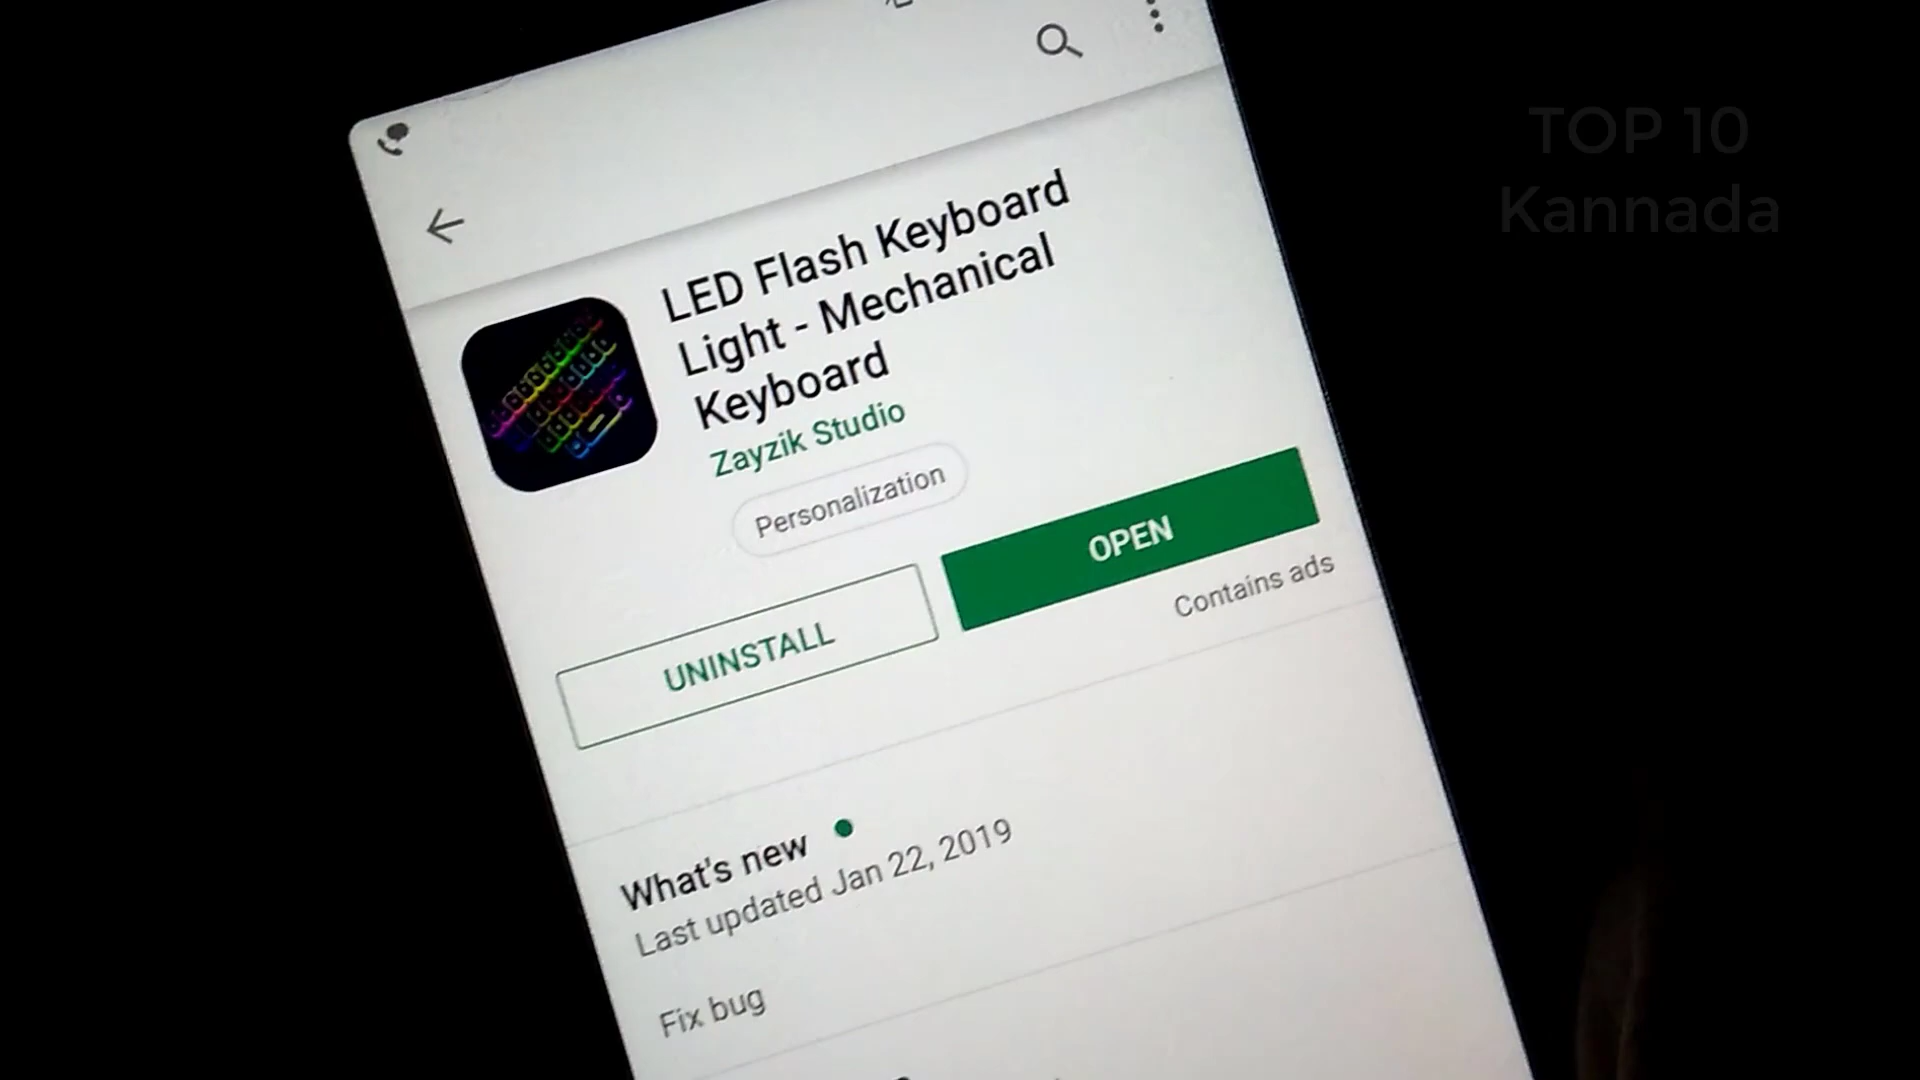 TOP 10
Kannada
LED Flash Keyboard
Light - Mechanical
Keyboard
Zayzik Studio
Personalization
UNINSTALL
OPEN
Contains ads
What's new
Last updated Jan 22, 2019
Fix bug